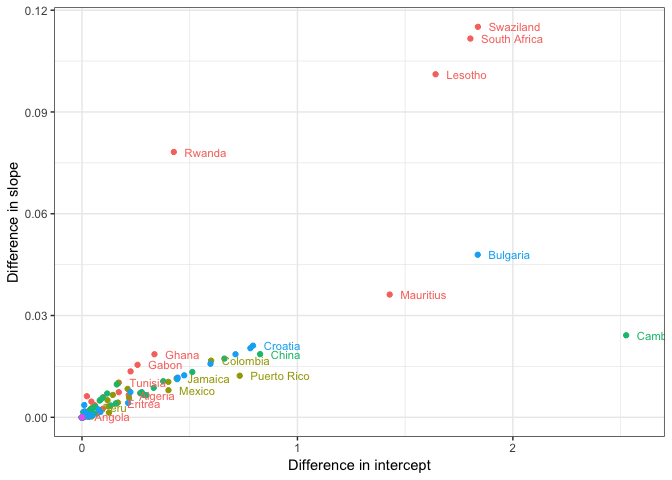 0.12
Swaziland
South Africa
Lesotho
0.09
Rwanda
Difference in slope
0.06
Bulgaria
Mauritius
0.03
Croatia
Camb
Ghana
China
Gabon
Colombia
Puerto Rico
Tunisia
Jamaica
Mexico
Eritrea
0.00
Angola
0
1
2
Difference in intercept